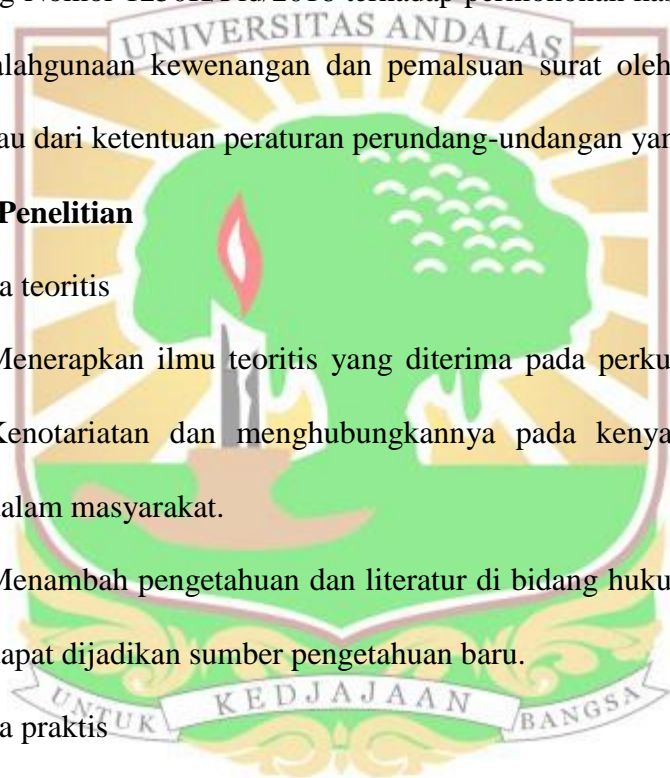 UNIVERSITAS ANDALAS
alahgunaan kewenangan dan pemalsuan surat oleh
au dari ketentuan peraturan perundang-undangan yan
Penelitian
a teoritis
Menerapkan ilmu teoritis yang diterima pada perku
Kenotariatan dan menghubungkannya pada kenya
dalam masyarakat.
Menambah pengetahuan dan literatur di bidang huku
dapat dijadikan sumber pengetahuan baru.
UNTUK KEDJAJAAN BANGSA
a praktis